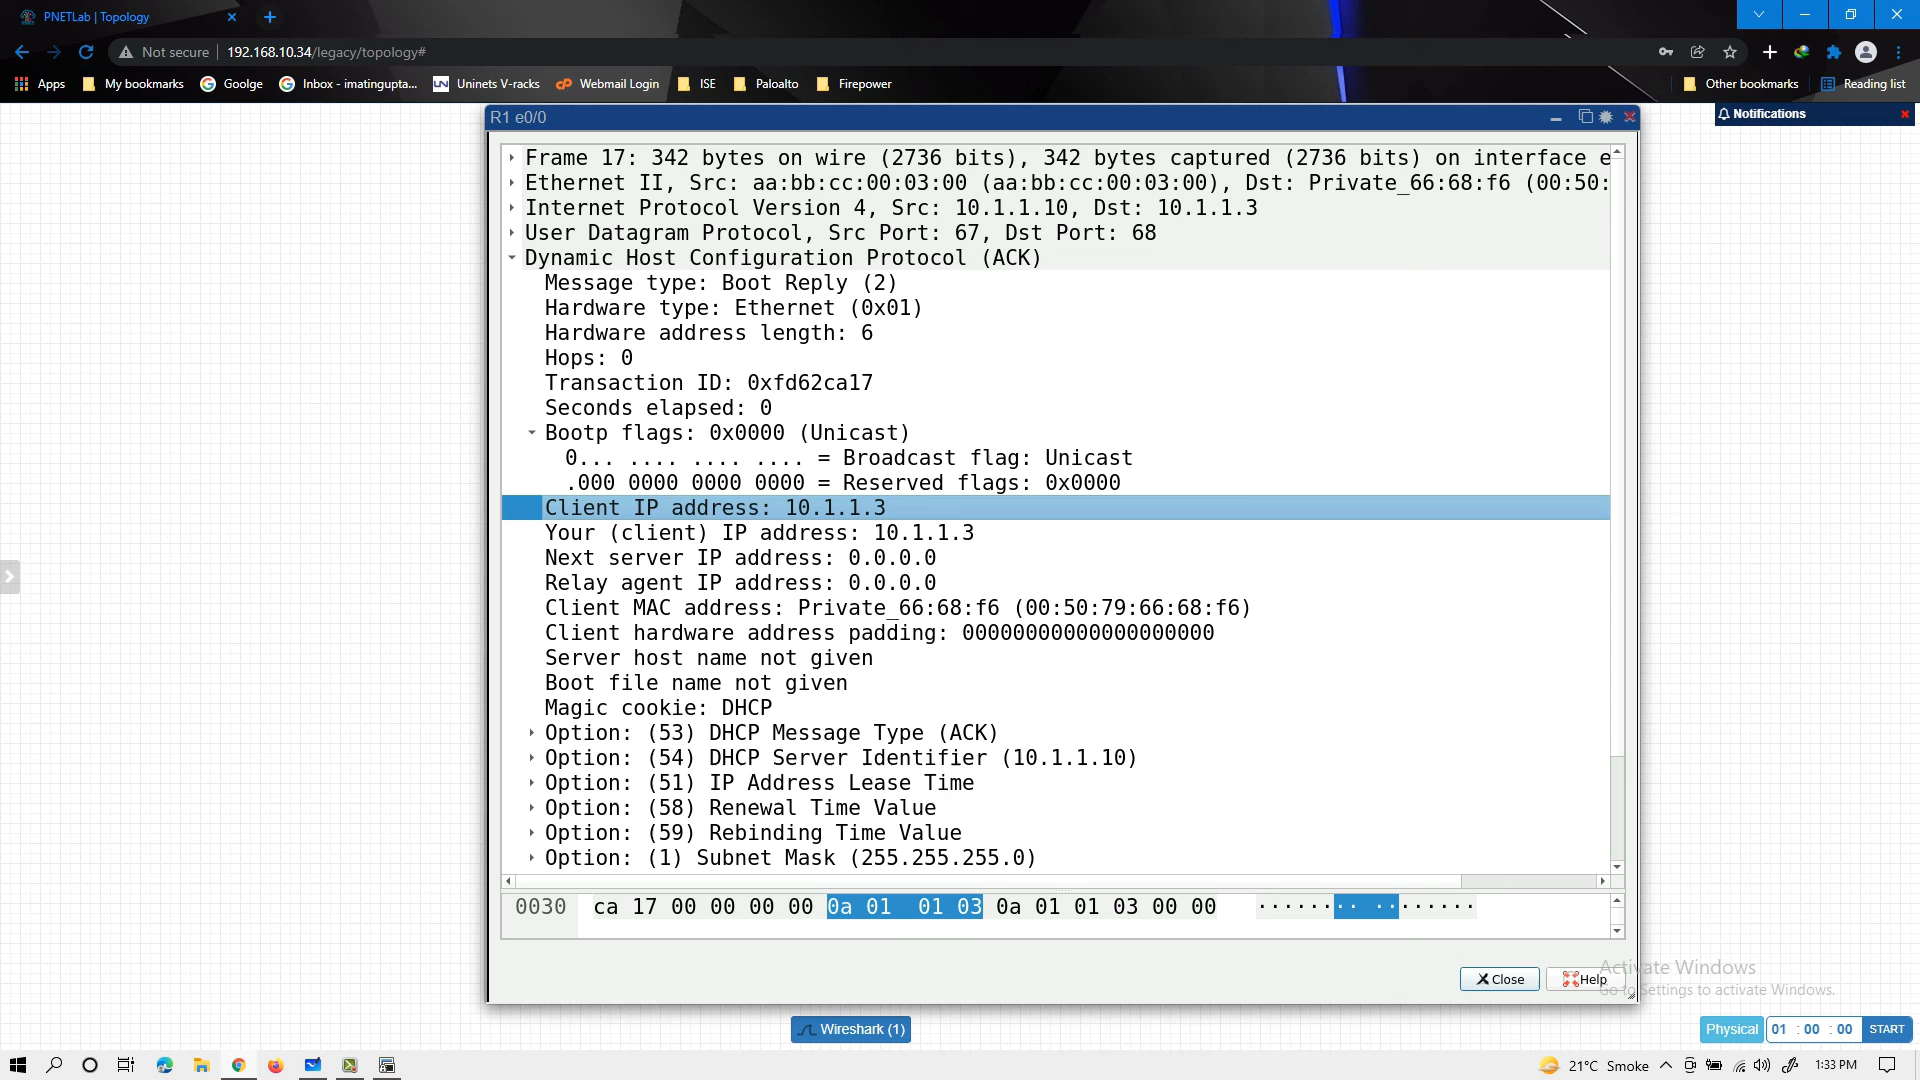 PNETLab | Topology
Not secure | 192.168.10.34/legacy/topology#
Apps My bookmarks Goolge Inbox - imatingupta... Uninets V-racks Webmail Login ISE Paloalto Firepower Other bookmarks Reading list
R1 e0/0
Notifications
Frame 17: 342 bytes on wire (2736 bits), 342 bytes captured (2736 bits) on interface e
Ethernet II, Src: aa:bb:cc:00:03:00 (aa:bb:cc:00:03:00), Dst: Private_66:68:f6 (00:50:
Internet Protocol Version 4, Src: 10.1.1.10, Dst: 10.1.1.3
User Datagram Protocol, Src Port: 67, Dst Port: 68
Dynamic Host Configuration Protocol (ACK)
Message type: Boot Reply (2)
Hardware type: Ethernet (0x01)
Hardware address length: 6
Hops: 0
Transaction ID: 0xfd62ca17
Seconds elapsed: 0
Bootp flags: 0x0000 (Unicast)
0... .... .... .... = Broadcast flag: Unicast
.000 0000 0000 0000 = Reserved flags: 0x0000
Client IP address: 10.1.1.3
Your (client) IP address: 10.1.1.3
Next server IP address: 0.0.0.0
Relay agent IP address: 0.0.0.0
Client MAC address: Private_66:68:f6 (00:50:79:66:68:f6)
Client hardware address padding: 00000000000000000000
Server host name not given
Boot file name not given
Magic cookie: DHCP
Option: (53) DHCP Message Type (ACK)
Option: (54) DHCP Server Identifier (10.1.1.10)
Option: (51) IP Address Lease Time
Option: (58) Renewal Time Value
Option: (59) Rebinding Time Value
Option: (1) Subnet Mask (255.255.255.0)
0030 ca 17 00 00 00 00 0a 01 01 03 0a 01 01 03 00 00 ········ ········
Close Help
Activate Windows
Go to Settings to activate Windows.
Wireshark (1)
Physical 01 : 00 : 00 START
21°C Smoke 1:33 PM